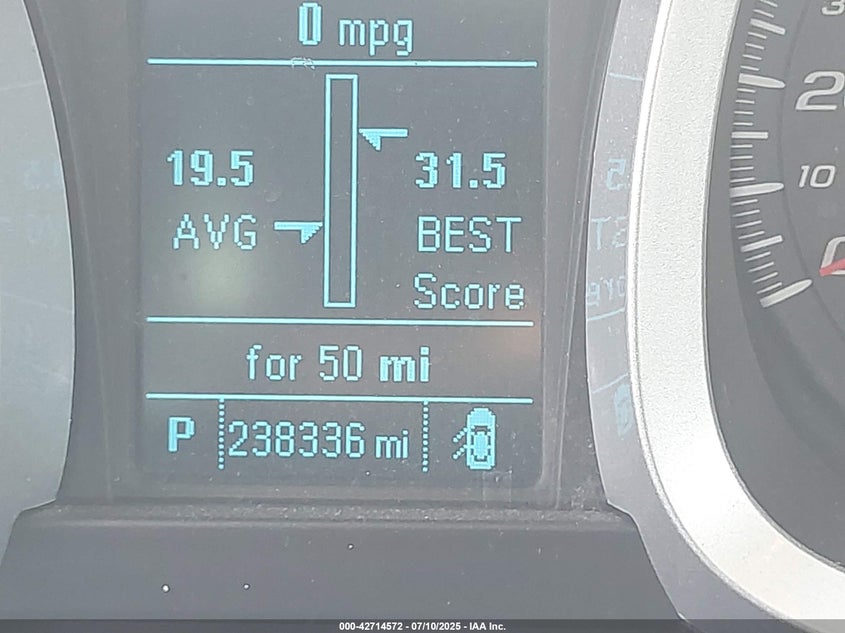 0 mpg
19.5
31.5
AVG
BEST
Score
for 50 mi
P
238336 mi
10
000-42714572 - 07/10/2025 - IAA Inc.